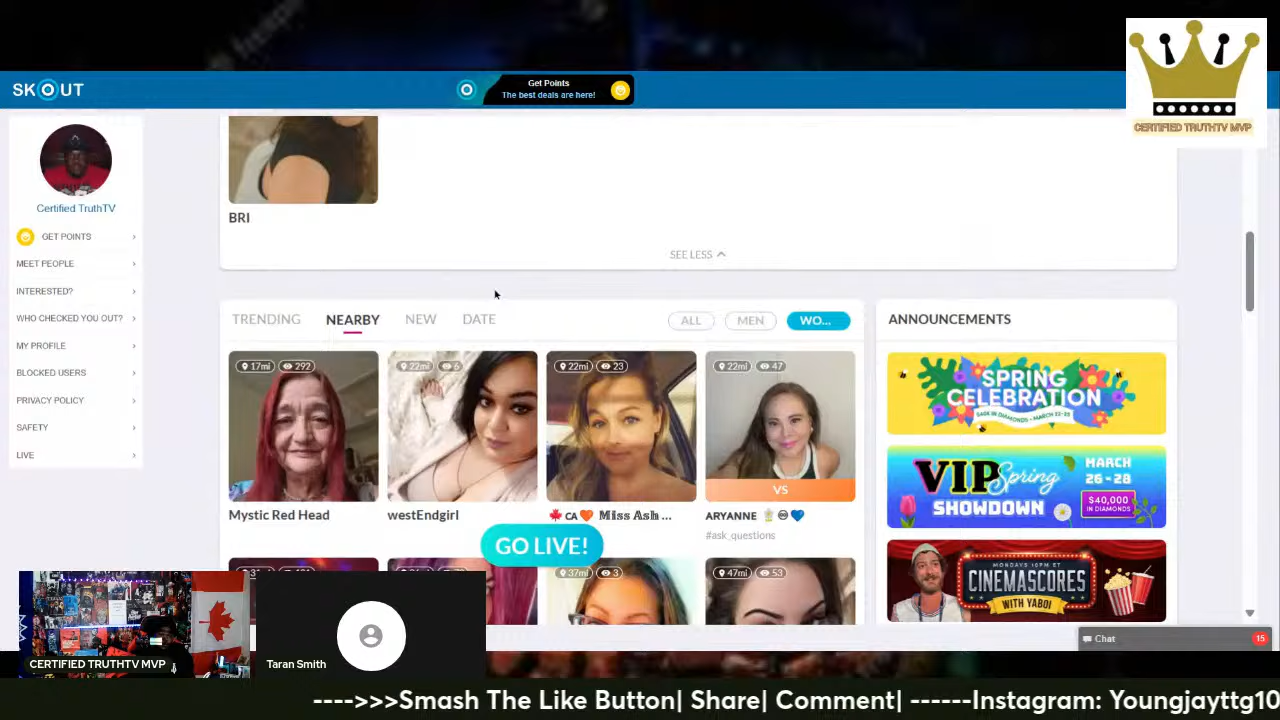 SKOUT
Get Points
The best deals are here!
CERTIFIED TRUTHTV MVP
Certified TruthTV
GET POINTS
MEET PEOPLE
INTERESTED?
WHO CHECKED YOU OUT?
MY PROFILE
BLOCKED USERS
PRIVACY POLICY
SAFETY
LIVE
BRI
SEE LESS
TRENDING NEARBY NEW DATE ALL MEN WO...
17mi 292
22mi 6
22mi 23
22mi 47
VS
Mystic Red Head
westEndgirl
🍁 CA🧡 𝕄𝕚𝕤𝕤 𝔸𝕤𝕙 ...
ARYANNE
#ask_questions
37mi 3
47mi 53
GO LIVE!
ANNOUNCEMENTS
SPRING
CELEBRATION
VIP Spring
SHOWDOWN
MARCH
26 - 28
$40,000
IN DIAMONDS
MONDAYS 10PM ET
CINEMASCORES
WITH YABOI
Chat 15
CERTIFIED TRUTHTV MVP
Taran Smith
---->>>Smash The Like Button| Share| Comment| ------Instagram: Youngjayttg10